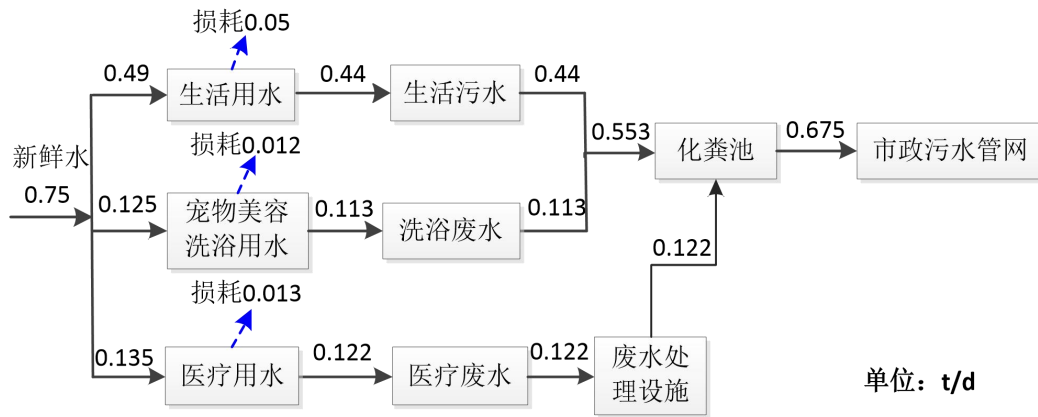 损耗0.05
0.49
生活用水
0.44
生活污水
0.44
新鲜水
0.75
损耗0.012
0.125
宠物美容
洗浴用水
0.113
洗浴废水
0.113
0.553
化粪池
0.675
市政污水管网
0.122
损耗0.013
0.135
医疗用水
0.122
医疗废水
0.122
废水处
理设施
单位：t/d